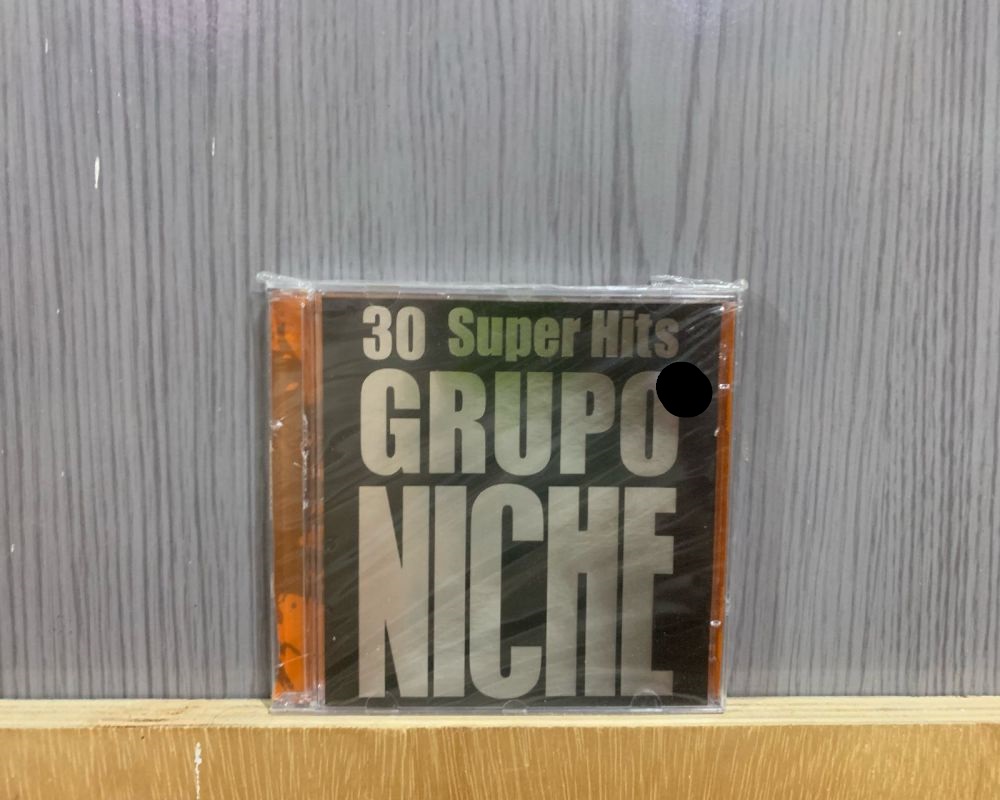 30 Super Hits
GRUPO
NICHE